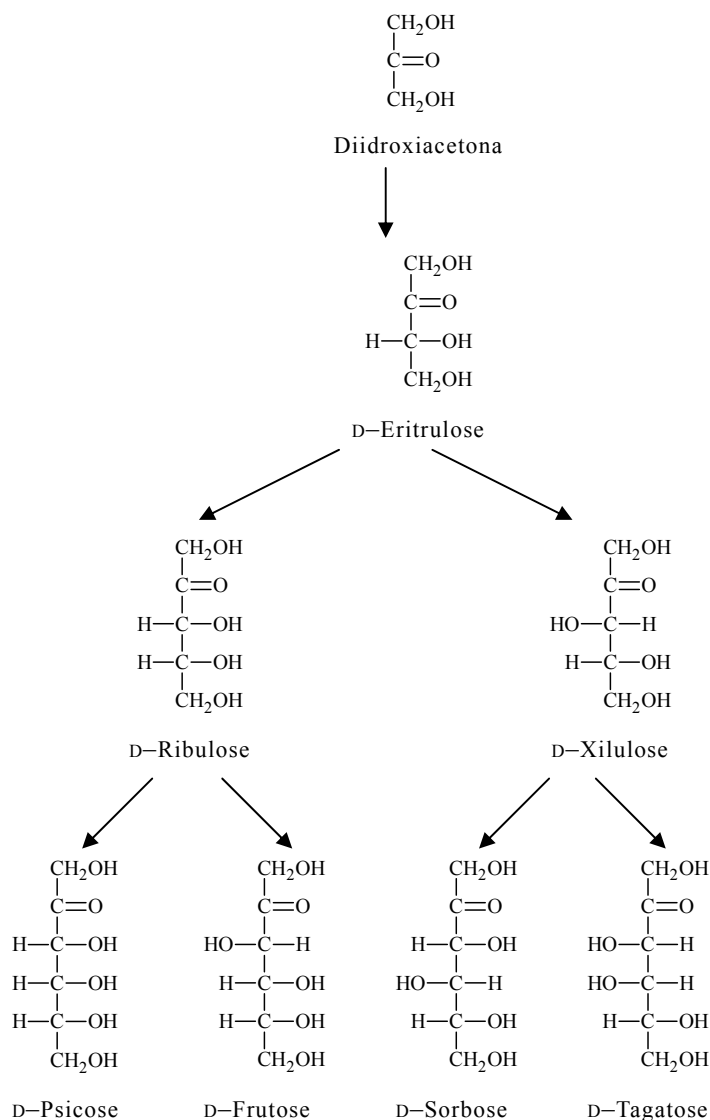 CH₂OH
C=O
CH₂OH
Diidroxiacetona
CH₂OH
C=O
H—C—OH
CH₂OH
D–Eritrulose
CH₂OH
C=O
H—C—OH
H—C—OH
CH₂OH
D–Ribulose
CH₂OH
C=O
HO—C—H
H—C—OH
CH₂OH
D–Xilulose
CH₂OH
C=O
H—C—OH
H—C—OH
H—C—OH
CH₂OH
D–Psicose
CH₂OH
C=O
HO—C—H
H—C—OH
H—C—OH
CH₂OH
D–Frutose
CH₂OH
C=O
H—C—OH
HO—C—H
H—C—OH
CH₂OH
D–Sorbose
CH₂OH
C=O
HO—C—H
HO—C—H
H—C—OH
CH₂OH
D–Tagatose